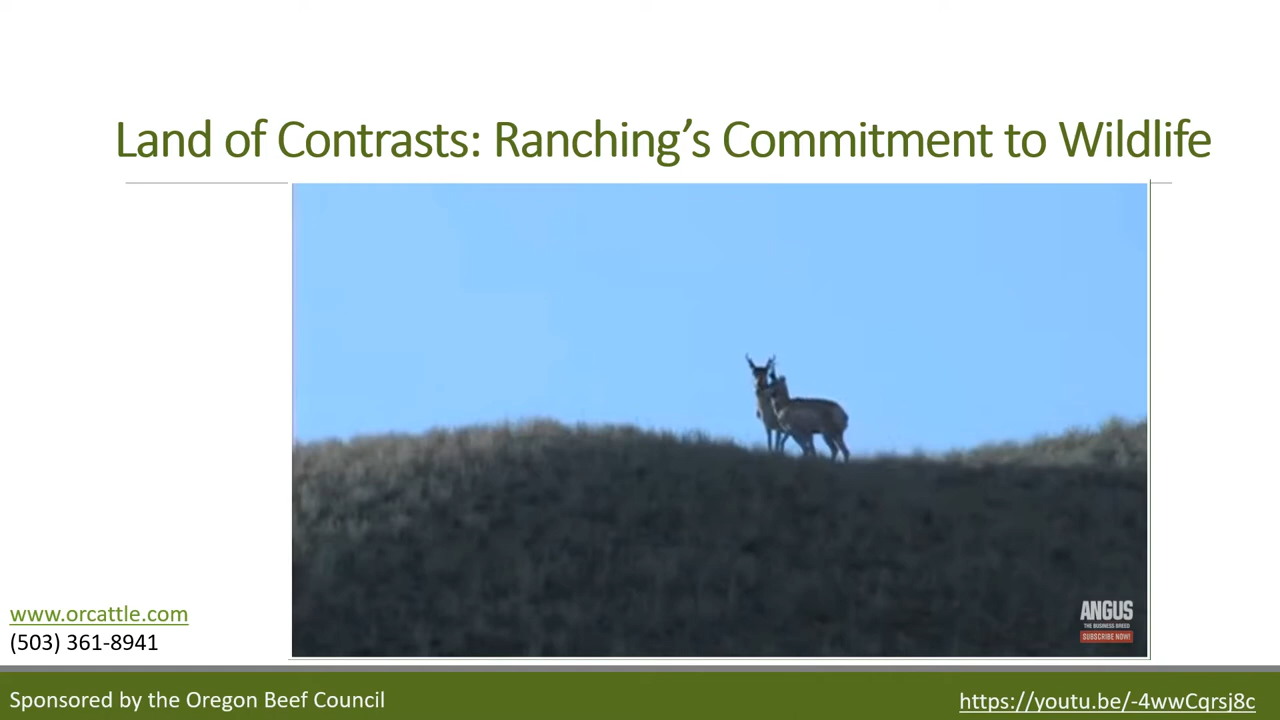 Land of Contrasts: Ranching’s Commitment to Wildlife
ANGUS
THE BUSINESS BREED
SUBSCRIBE NOW!
www.orcattle.com
(503) 361-8941
Sponsored by the Oregon Beef Council
https://youtu.be/-4wwCqrsj8c